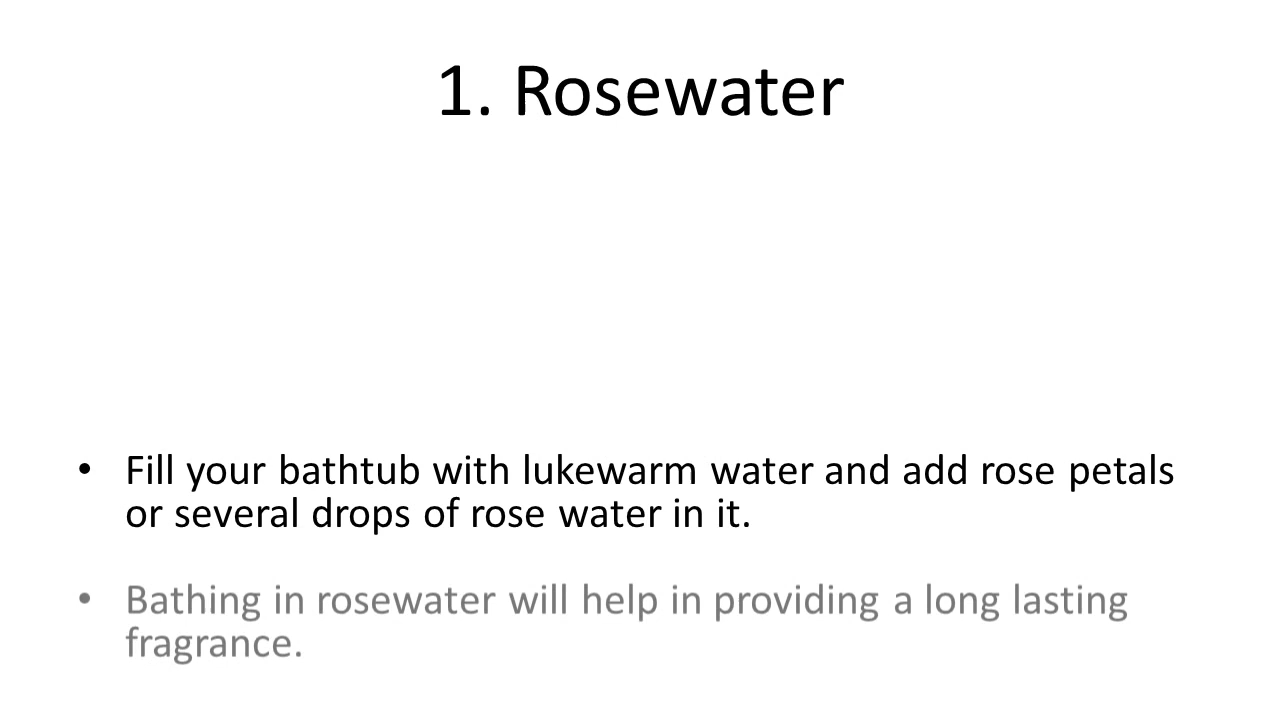 1. Rosewater
• Fill your bathtub with lukewarm water and add rose petals
or several drops of rose water in it.
• Bathing in rosewater will help in providing a long lasting
fragrance.